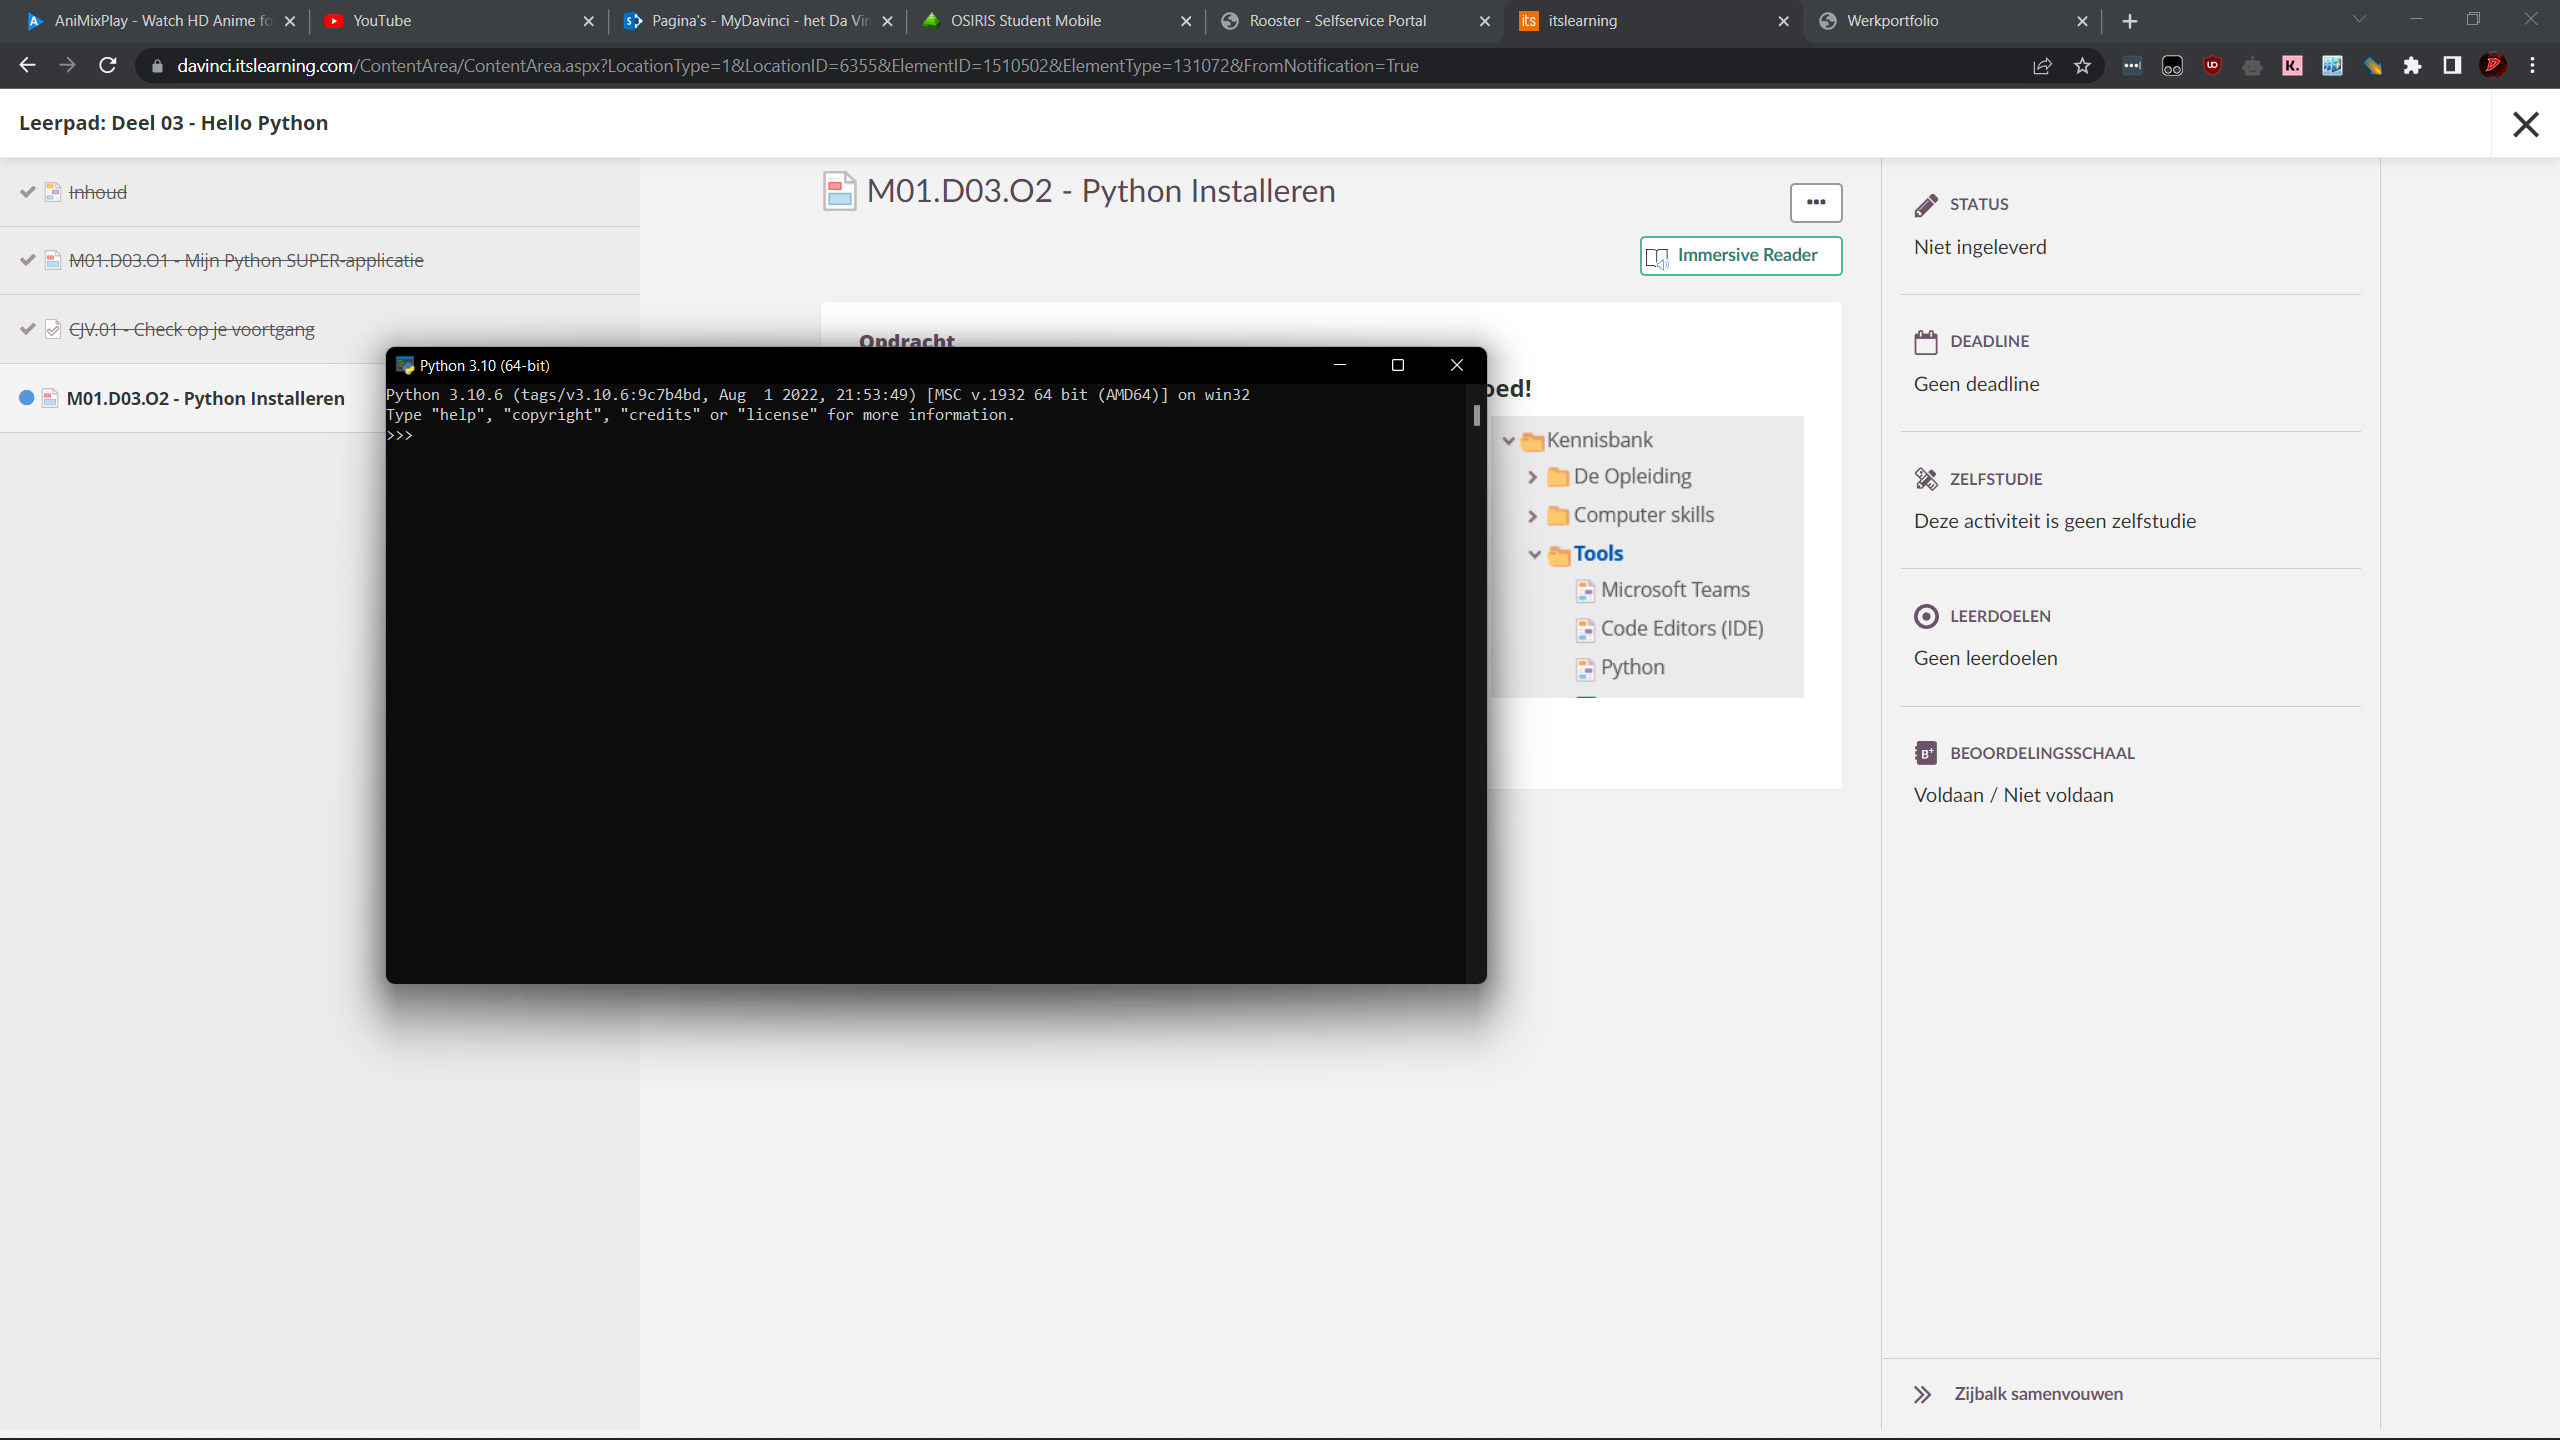 AniMixPlay - Watch HD Anime fo
YouTube
Pagina's - MyDavinci - het Da Vin
OSIRIS Student Mobile
Rooster - Selfservice Portal
its itslearning
Werkportfolio
davinci.itslearning.com/ContentArea/ContentArea.aspx?LocationType=1&LocationID=6355&ElementID=1510502&ElementType=131072&FromNotification=True
K.
Leerpad: Deel 03 - Hello Python
Inhoud
M01.D03.O1 - Mijn Python SUPER-applicatie
CJV.01 - Check op je voortgang
M01.D03.O2 - Python Installeren
M01.D03.O2 - Python Installeren
Immersive Reader
Opdracht
oed!
Python 3.10 (64-bit)
Python 3.10.6 (tags/v3.10.6:9c7b4bd, Aug  1 2022, 21:53:49) [MSC v.1932 64 bit (AMD64)] on win32
Type "help", "copyright", "credits" or "license" for more information.
>>>
Kennisbank
De Opleiding
Computer skills
Tools
Microsoft Teams
Code Editors (IDE)
Python
STATUS
Niet ingeleverd
DEADLINE
Geen deadline
ZELFSTUDIE
Deze activiteit is geen zelfstudie
LEERDOELEN
Geen leerdoelen
B+ BEOORDELINGSSCHAAL
Voldaan / Niet voldaan
Zijbalk samenvouwen